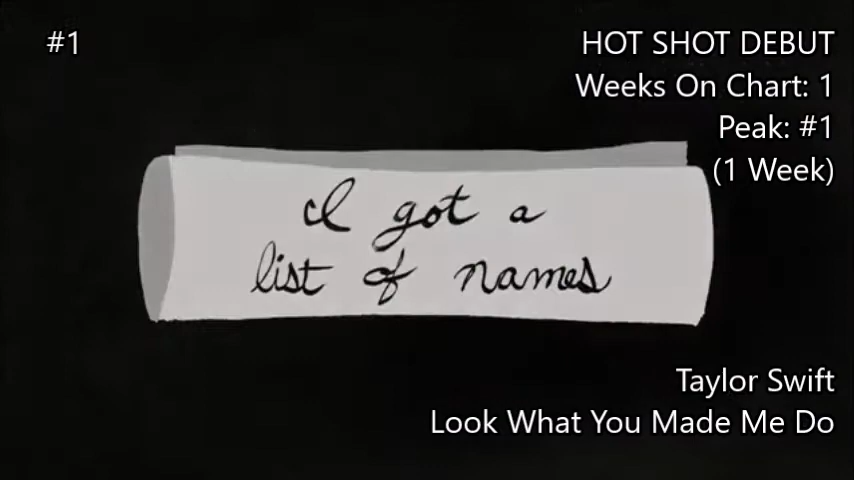 #1
HOT SHOT DEBUT
Weeks On Chart: 1
Peak: #1
(1 Week)
I got a
list of names
Taylor Swift
Look What You Made Me Do